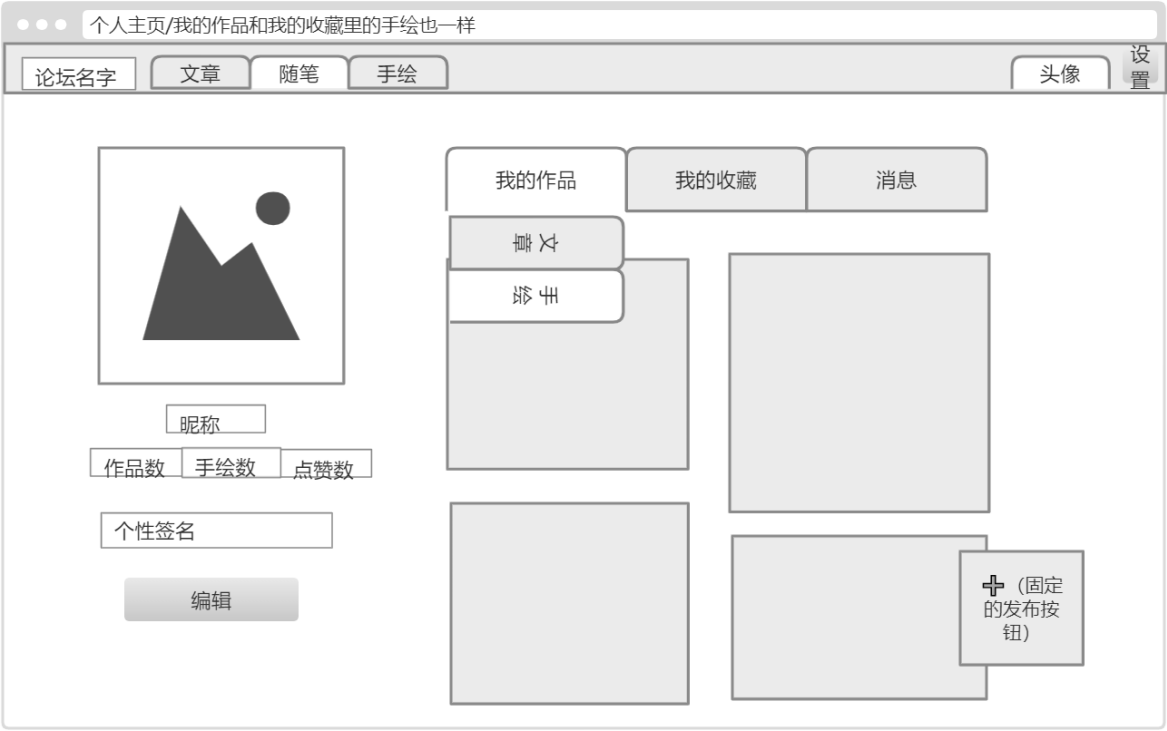 个人主页/我的作品和我的收藏里的手绘也一样
论坛名字
文章
随笔
手绘
头像
设
置
我的作品
我的收藏
消息
文章
手绘
昵称
作品数
手绘数
点赞数
个性签名
编辑
（固定
的发布按
钮）